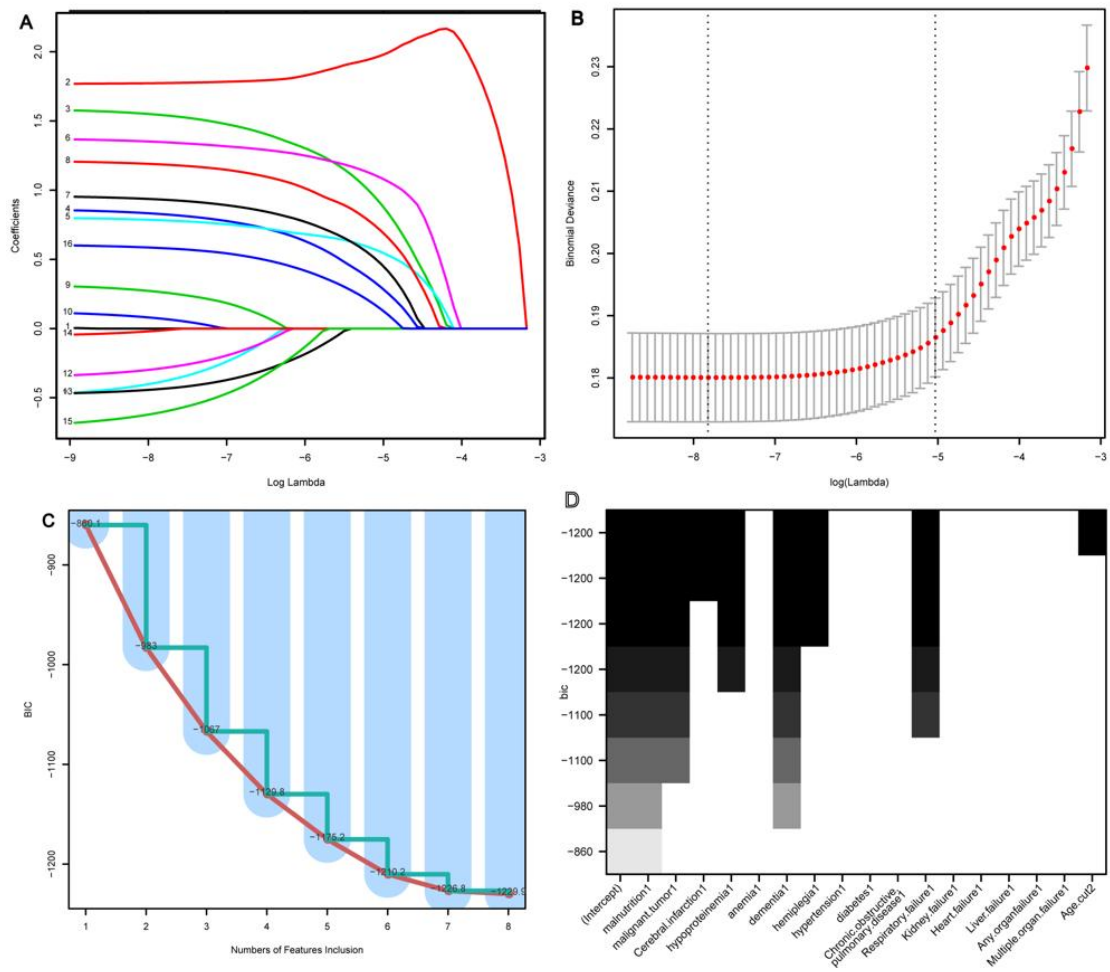 A
Coefficients
2.0
1.5
1.0
0.5
0.0
−0.5
2
3
6
8
7
4
5
16
9
10
1
14
12
15
−9
−8
−7
−6
−5
−4
−3
Log Lambda
B
Binomial Deviance
0.23
0.22
0.21
0.20
0.19
0.18
−8
−7
−6
−5
−4
−3
log(Lambda)
C
BIC
−900
−1000
−1100
−1200
−860.1
−983
−1067
−1129.8
−1175.2
−1210.2
−1226.8
−1229.9
1
2
3
4
5
6
7
8
Numbers of Features Inclusion
D
bic
−1200
−1200
−1200
−1200
−1100
−1100
−980
−860
(Intercept)
malnutrition1
malignant.tumor1
Cerebral.infarction1
hypoproteinemia1
anemia1
dementia1
hemiplegia1
hypertension1
diabetes1
Chronic.obstructive.
pulmonary.disease1
Respiratory.failure1
Kidney.failure1
Heart.failure1
Liver.failure1
Any.organfailure1
Multiple.organ.failure1
Age.cut2